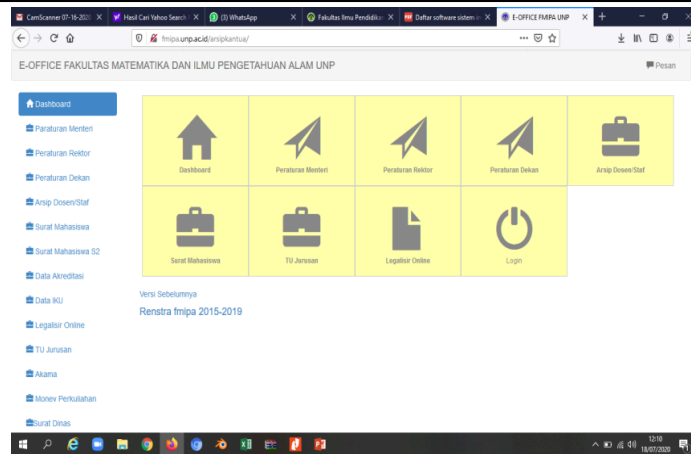 CamScanner 07-16-2020
Hasil Cari Yahoo Search
(3) WhatsApp
Fakultas Ilmu Pendidika
Daftar software sistem in
E-OFFICE FMIPA UNP
fmipa.unp.ac.id/arsipkantua/
E-OFFICE FAKULTAS MATEMATIKA DAN ILMU PENGETAHUAN ALAM UNP
Pesan
Dashboard
Paraturan Menteri
Peraturan Rektor
Peraturan Dekan
Arsip Dosen/Staf
Surat Mahasiswa
Surat Mahasiswa S2
Data Akreditasi
Data IKU
Legalisir Online
TU Jurusan
Akama
Monev Perkuliahan
Surat Dinas
Dashboard
Peraturan Menteri
Peraturan Rektor
Peraturan Dekan
Arsip Dosen/Staf
Surat Mahasiswa
TU Jurusan
Legalisir Online
Login
Versi Sebelumnya
Renstra fmipa 2015-2019
12:10
18/07/2020